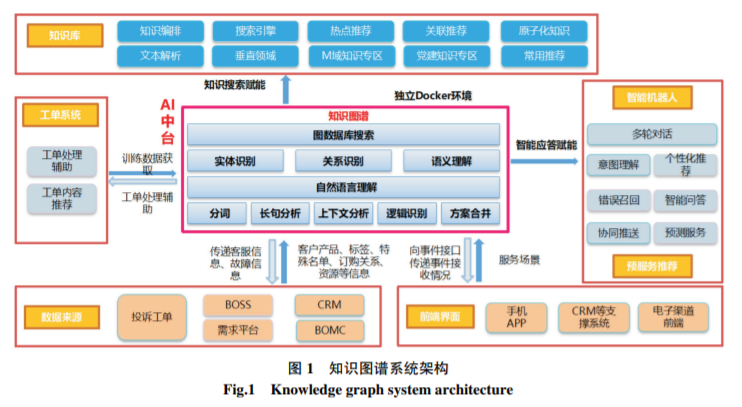 知识库
知识编排
搜索引擎
热点推荐
关联推荐
原子化知识
文本解析
垂直领域
M域知识专区
党建知识专区
常用推荐
知识搜索赋能
独立Docker环境
AI
中
台
知识图谱
图数据库搜索
实体识别
关系识别
语义理解
自然语言理解
分词
长句分析
上下文分析
逻辑识别
方案合并
工单系统
工单处理
辅助
工单内容
推荐
训练数据获
取
工单处理辅
助
智能应答赋能
智能机器人
多轮对话
意图理解
个性化推
荐
错误召回
智能问答
协同推送
预测服务
预服务推荐
传递客服信
息、故障信
息
客户产品、标签、特
殊名单、订购关系、
资源等信息
向事件接口
传递事件接
收情况
服务场景
数据来源
投诉工单
BOSS
CRM
需求平台
BOMC
前端界面
手机
APP
CRM等支
撑系统
电子渠道
前端
图 1 知识图谱系统架构
Fig.1 Knowledge graph system architecture